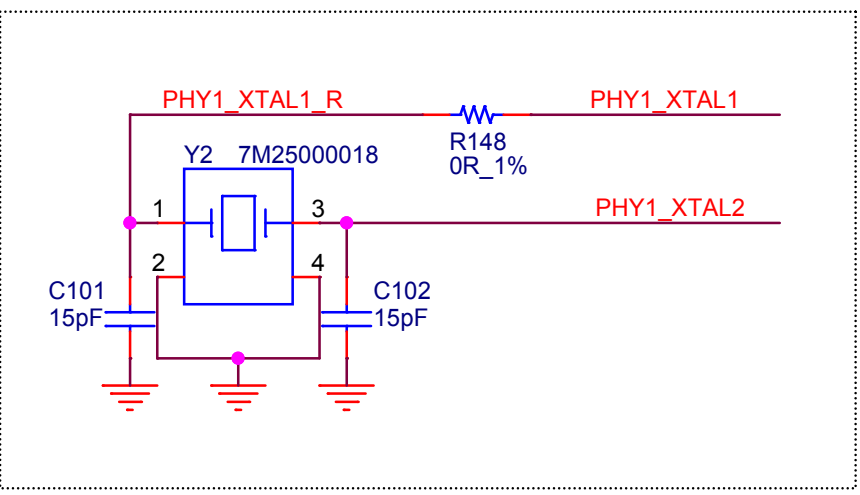 PHY1_XTAL1_R
PHY1_XTAL1
R148
0R_1%
Y2 7M25000018
1
3
PHY1_XTAL2
2
4
C101
15pF
C102
15pF